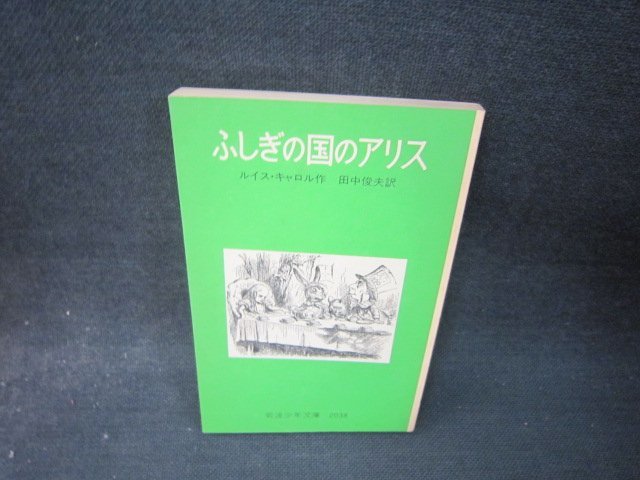 ふしぎの国のアリス
ルイス・キャロル作　田中俊夫訳
岩波少年文庫 2034